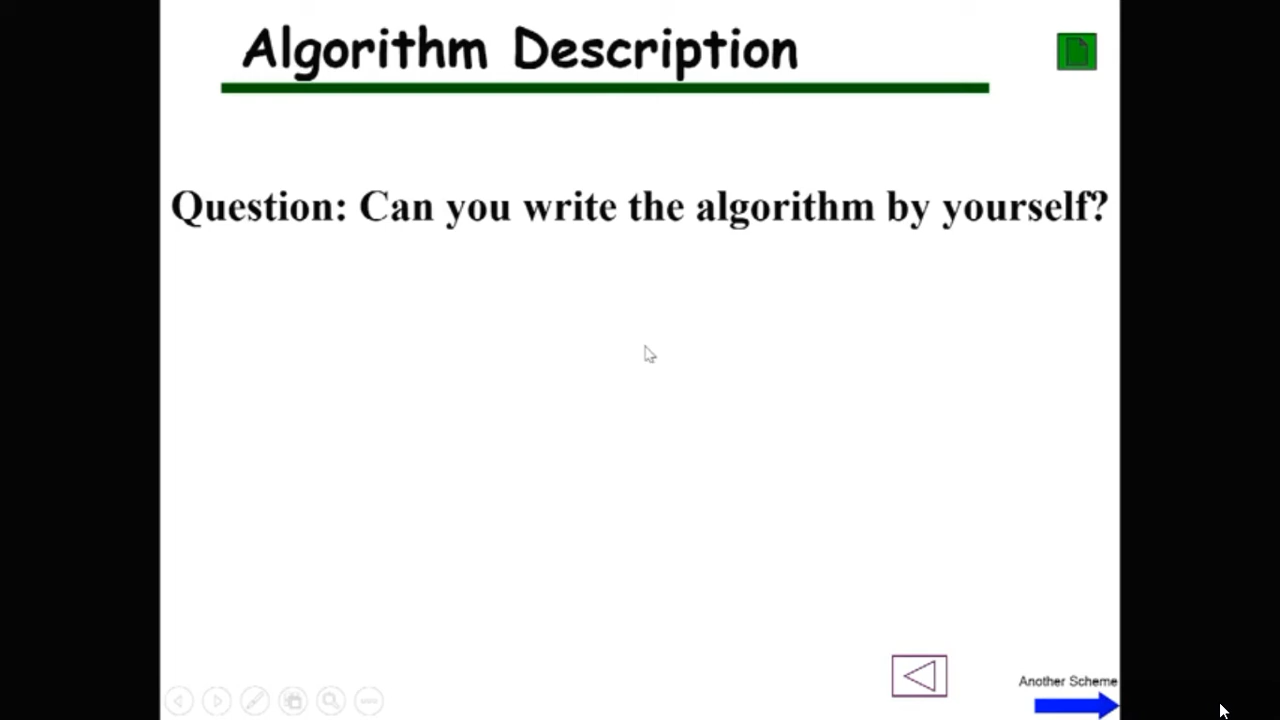 Algorithm Description
Question: Can you write the algorithm by yourself?
Another Scheme